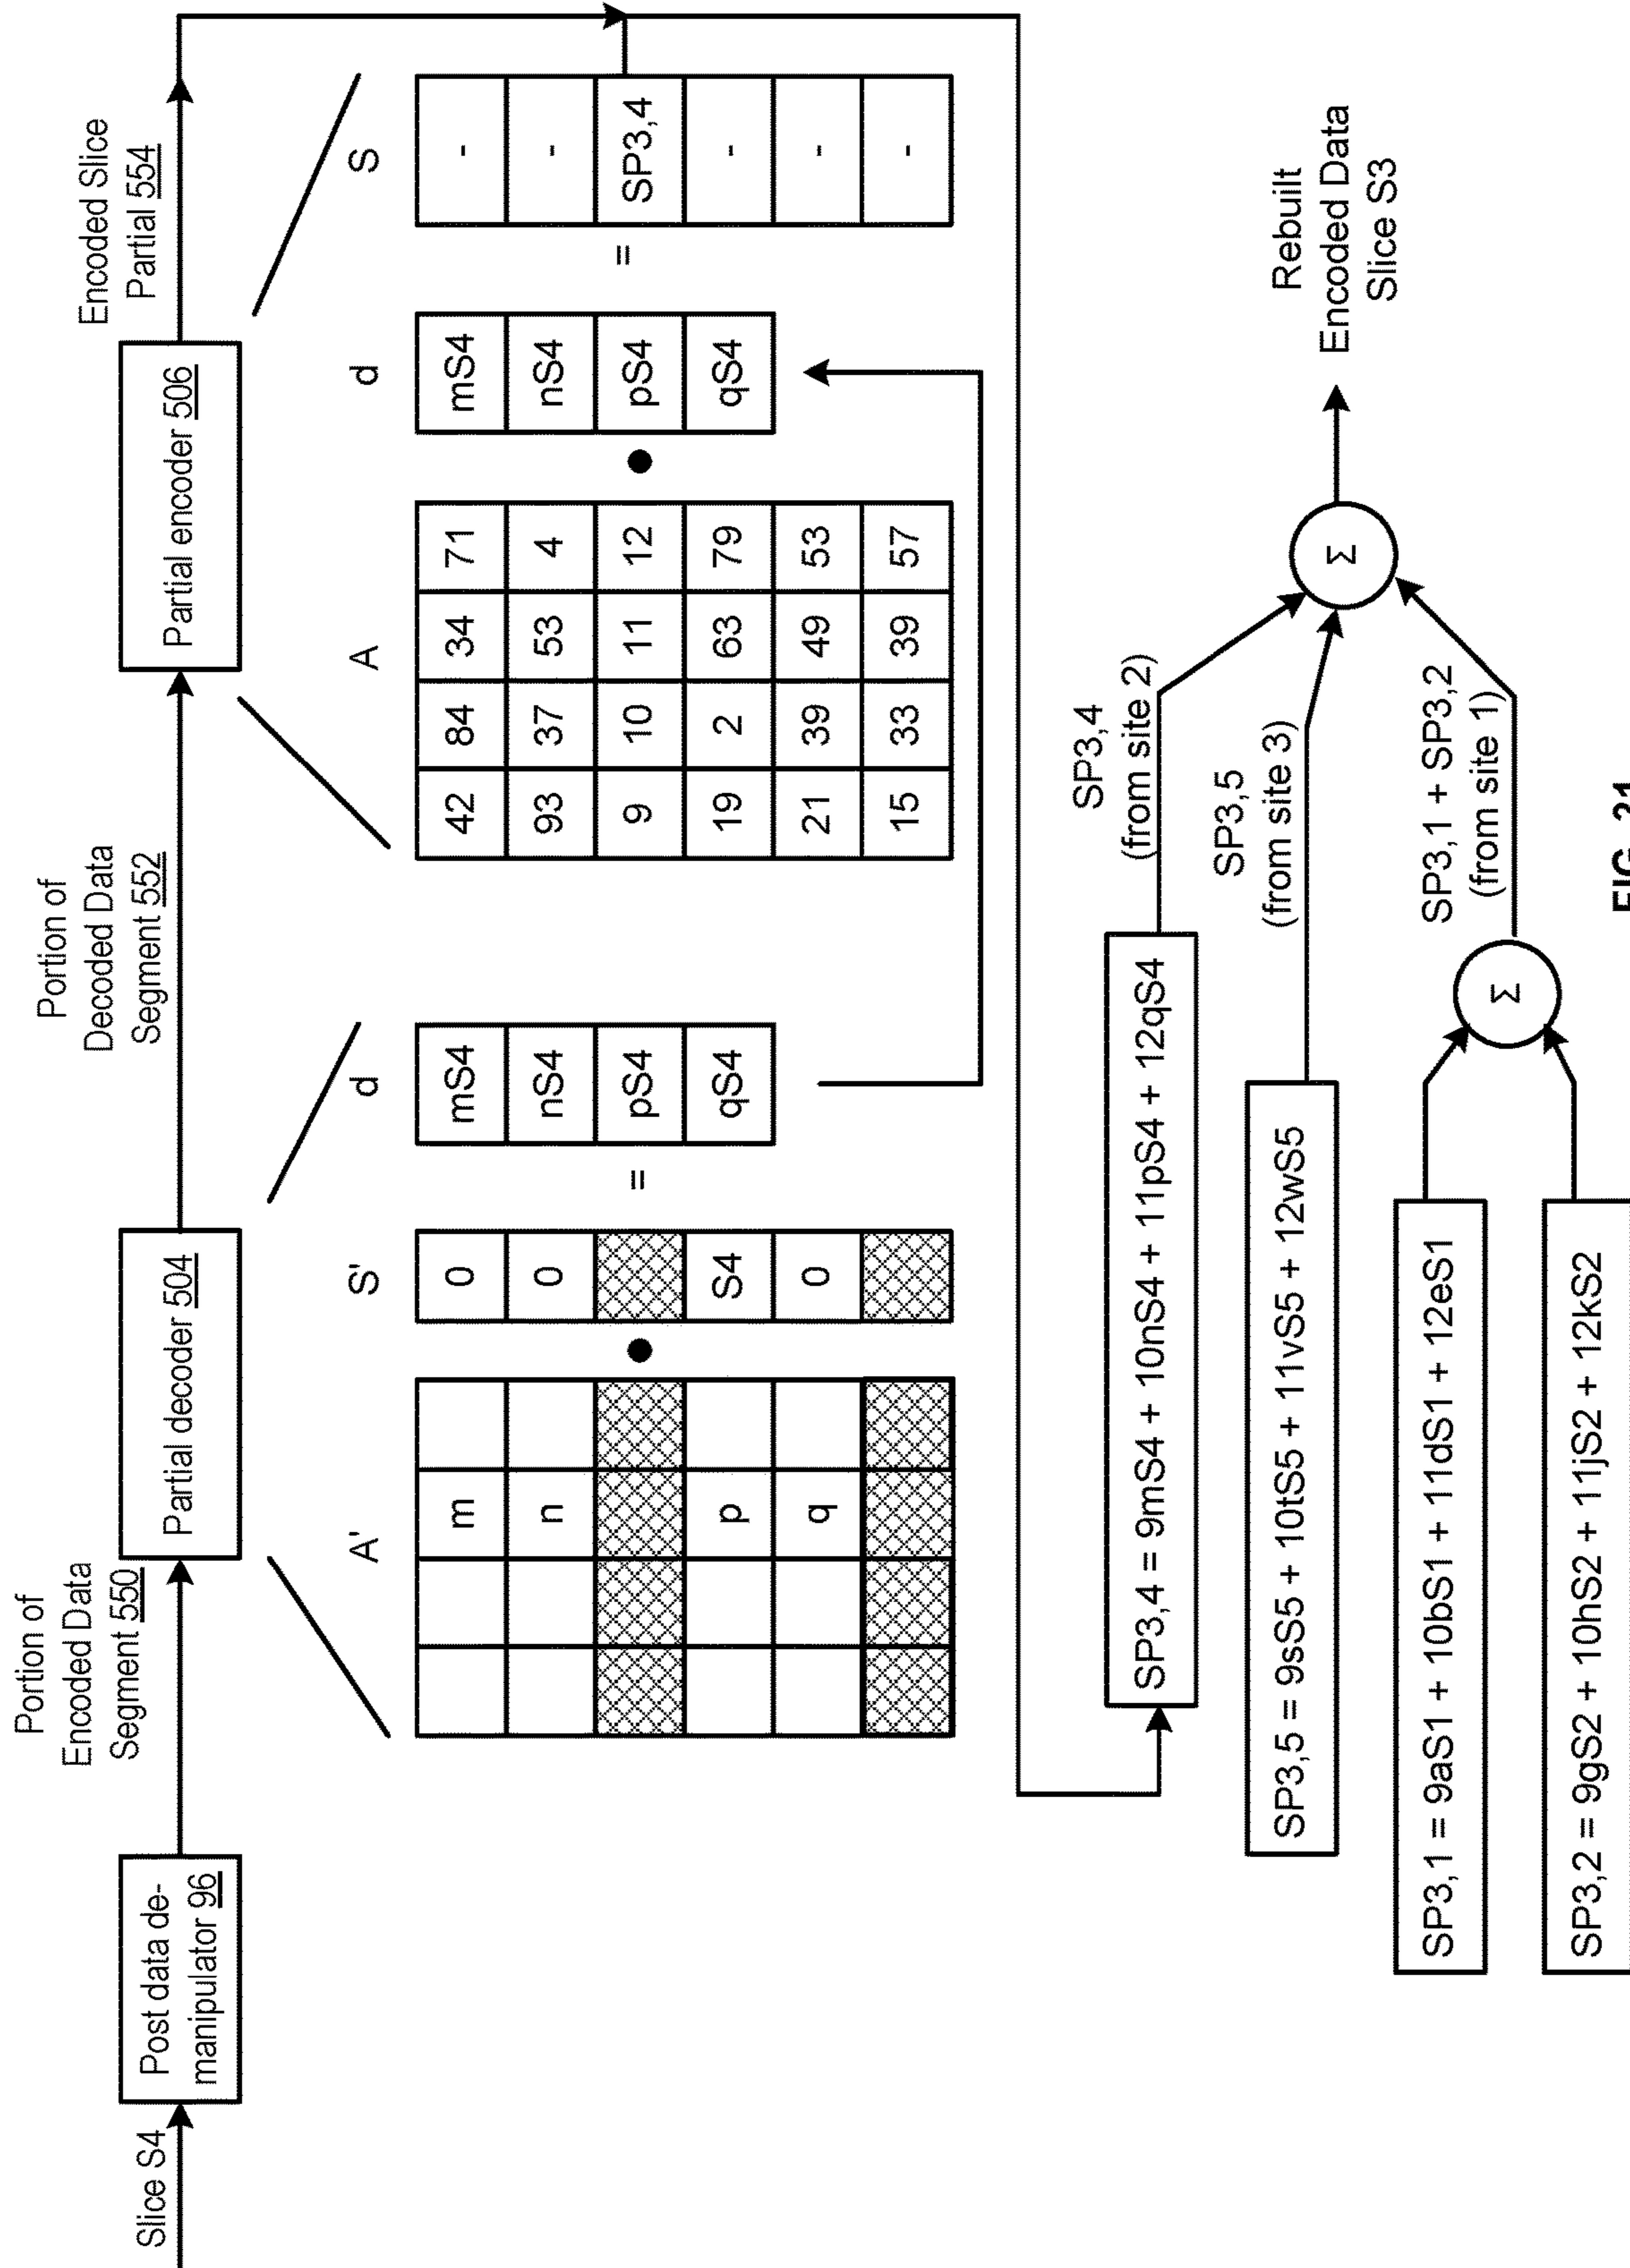 Slice S4
Post data de-
manipulator 96
Portion of
Encoded Data
Segment 550
Partial decoder 504
Portion of
Decoded Data
Segment 552
Partial encoder 506
Encoded Slice
Partial 554
A' S' d A d S
m 0 mS4 42 84 34 71 mS4 -
n 0 nS4 93 37 53 4 nS4 -
● = pS4 9 10 11 12 ● pS4 = SP3,4
p S4 qS4 19 2 63 79 qS4 -
q 0 21 39 49 53 -
15 33 39 57 -
SP3,4 = 9mS4 + 10nS4 + 11pS4 + 12qS4
SP3,4
(from site 2)
SP3,5 = 9sS5 + 10tS5 + 11vS5 + 12wS5
SP3,5
(from site 3)
Σ
Rebuilt
Encoded Data
Slice S3
SP3,1 = 9aS1 + 10bS1 + 11dS1 + 12eS1
Σ
SP3,1 + SP3,2
(from site 1)
SP3,2 = 9gS2 + 10hS2 + 11jS2 + 12kS2